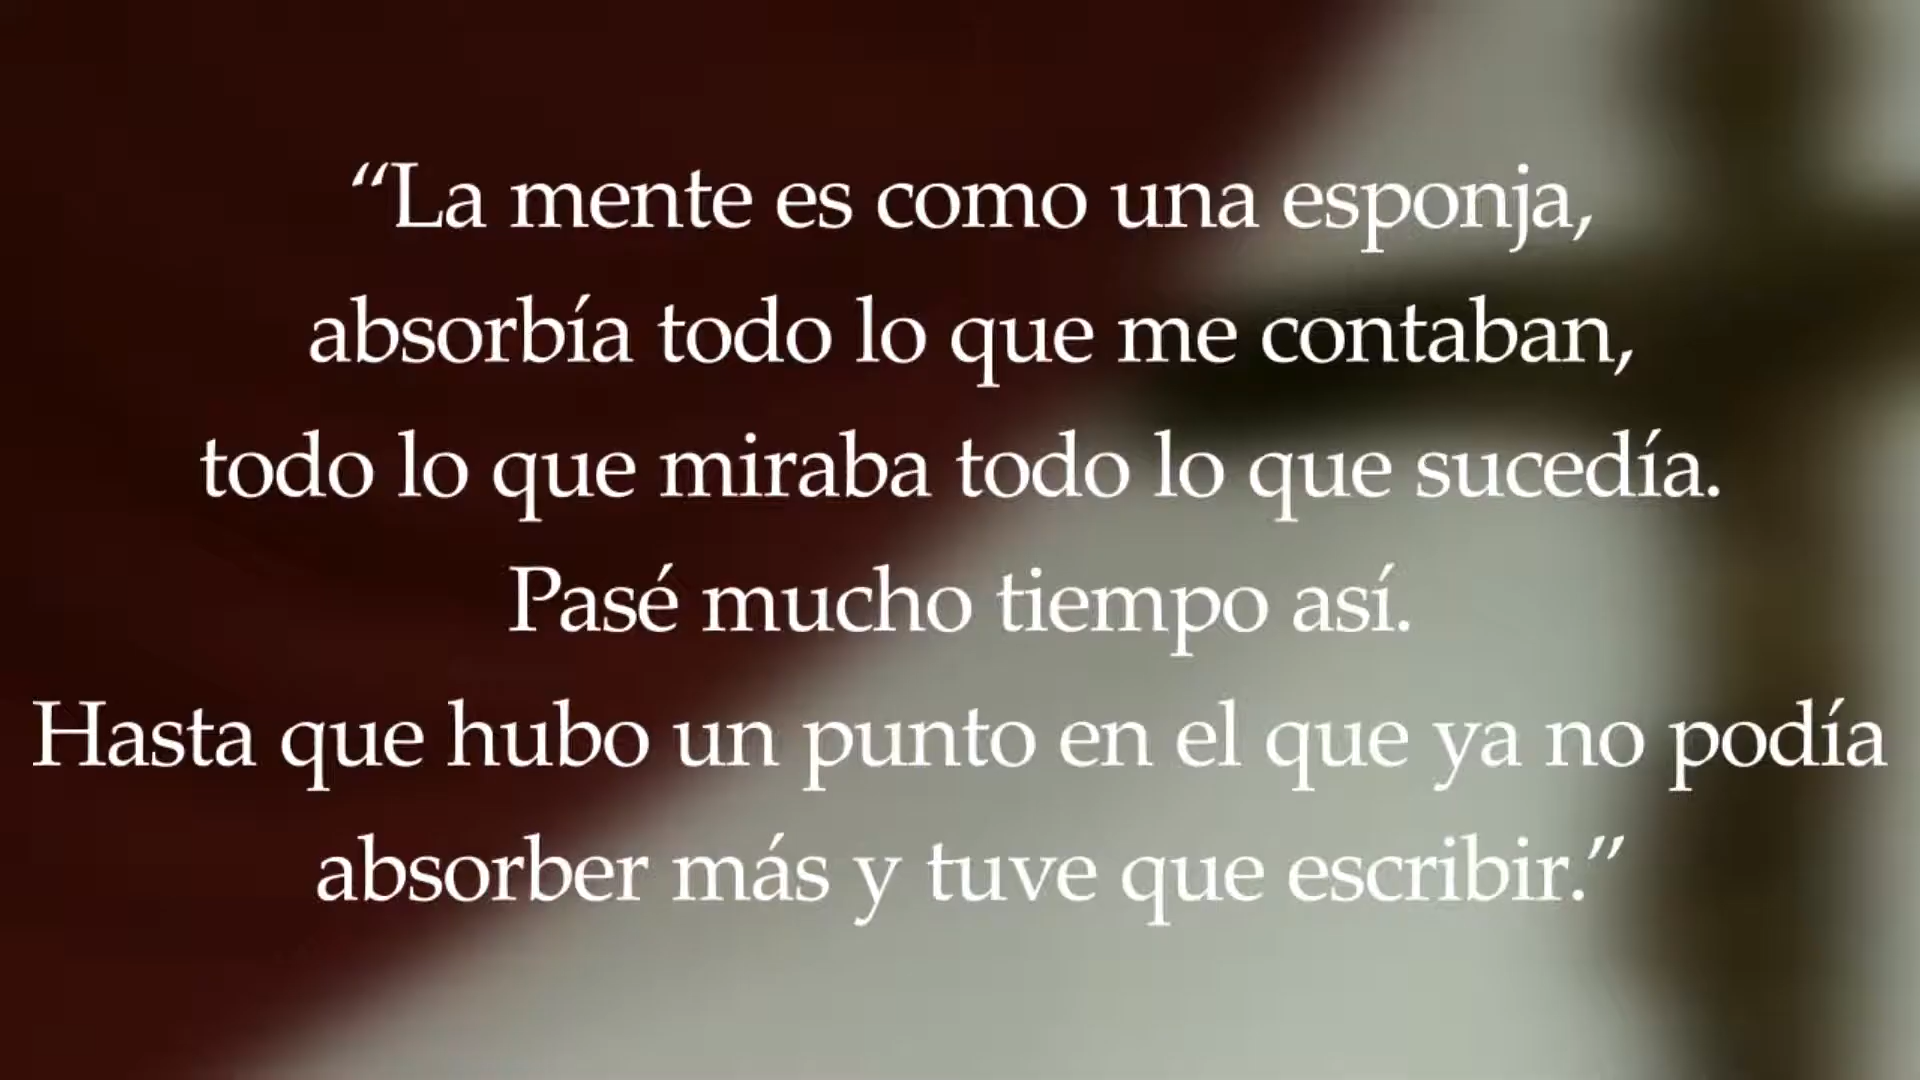 “La mente es como una esponja,
absorbía todo lo que me contaban,
todo lo que miraba todo lo que sucedía.
Pasé mucho tiempo así.
Hasta que hubo un punto en el que ya no podía
absorber más y tuve que escribir.”